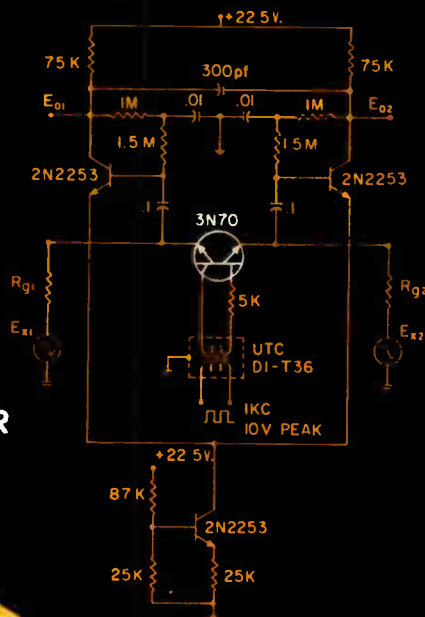 +22.5V.
75K
75K
300pf
E01
1M
.01
.01
1M
E02
1.5M
1.5M
2N2253
2N2253
.1
.1
3N70
Rg1
5K
Rg2
Ex1
Ex2
UTC
DI-T36
1KC
10V PEAK
R
+22.5V.
87K
2N2253
25K
25K